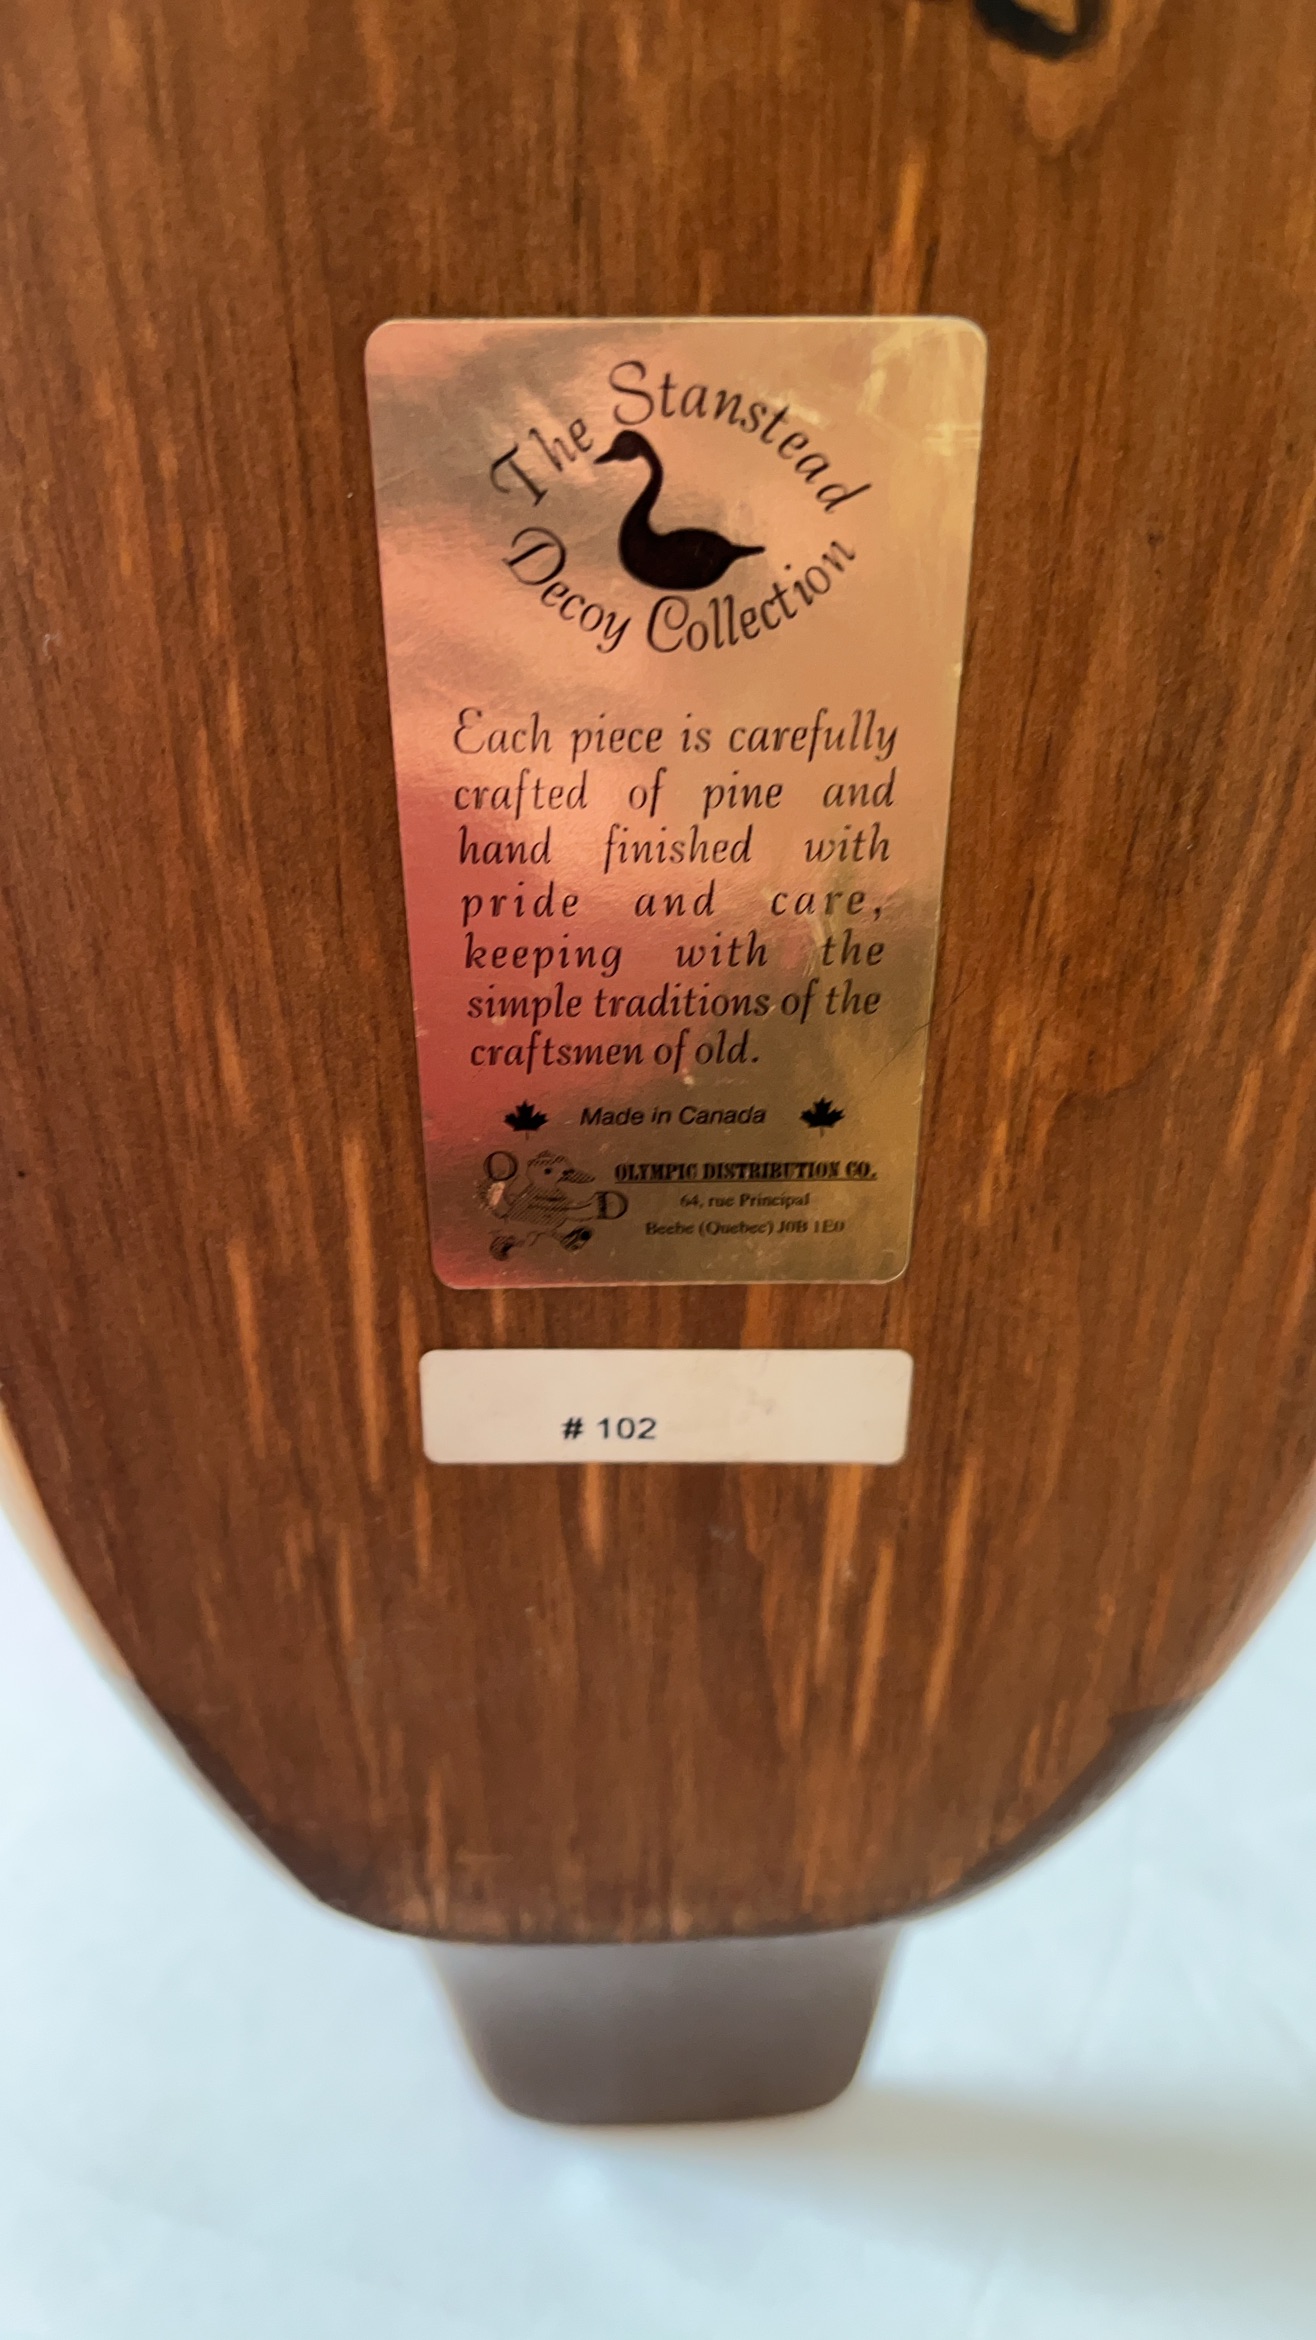 The Stanstead
Decoy Collection
Each piece is carefully
crafted of pine and
hand finished with
pride and care,
keeping with the
simple traditions of the
craftsmen of old.
Made in Canada
O D
OLYMPIC DISTRIBUTION CO.
64, rue Principal
Beebe (Quebec) J0B 1E0
# 102